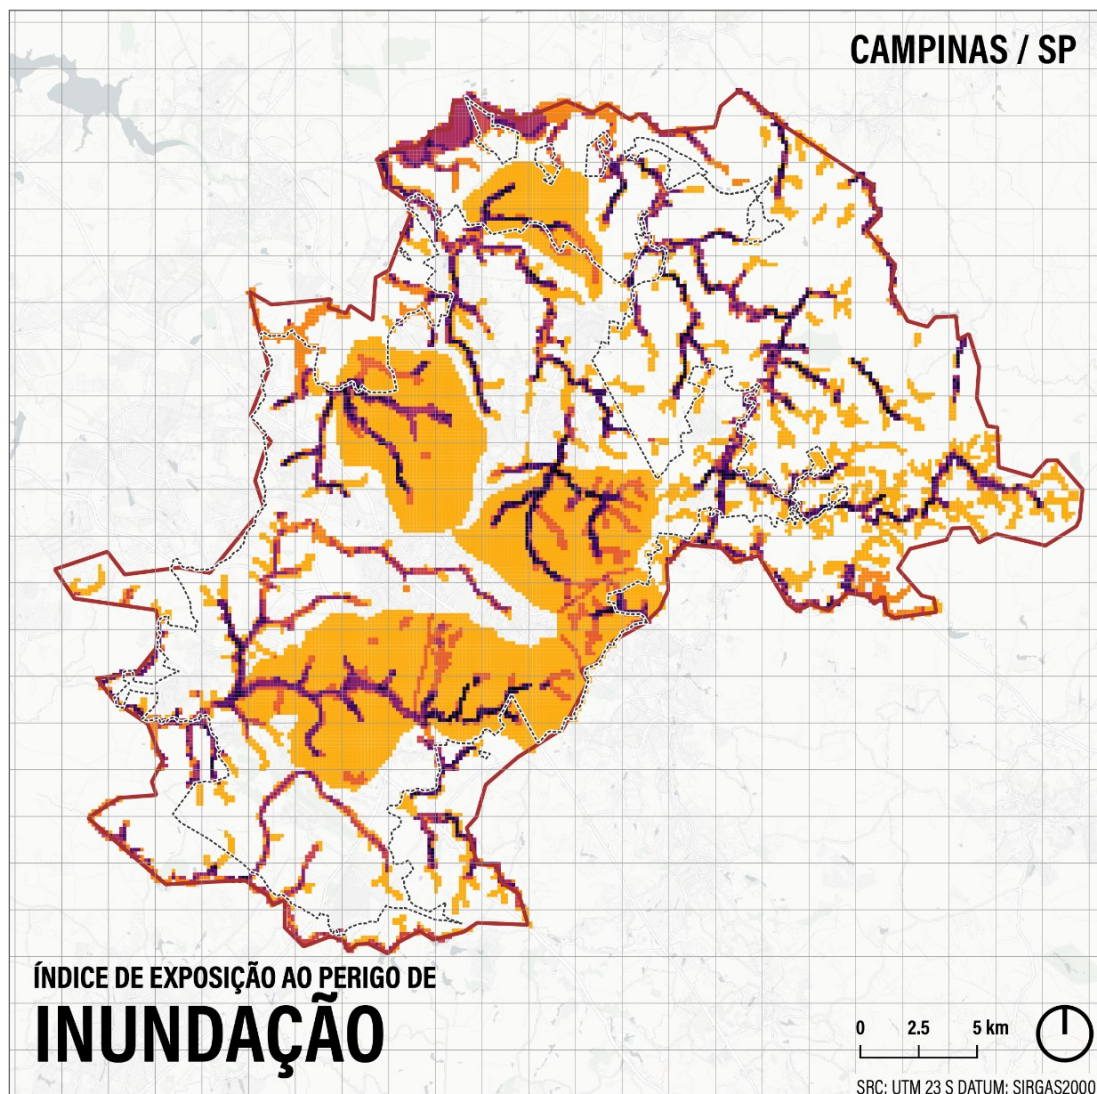 CAMPINAS / SP
ÍNDICE DE EXPOSIÇÃO AO PERIGO DE
INUNDAÇÃO
0 2.5 5 km
SRC: UTM 23 S DATUM: SIRGAS2000